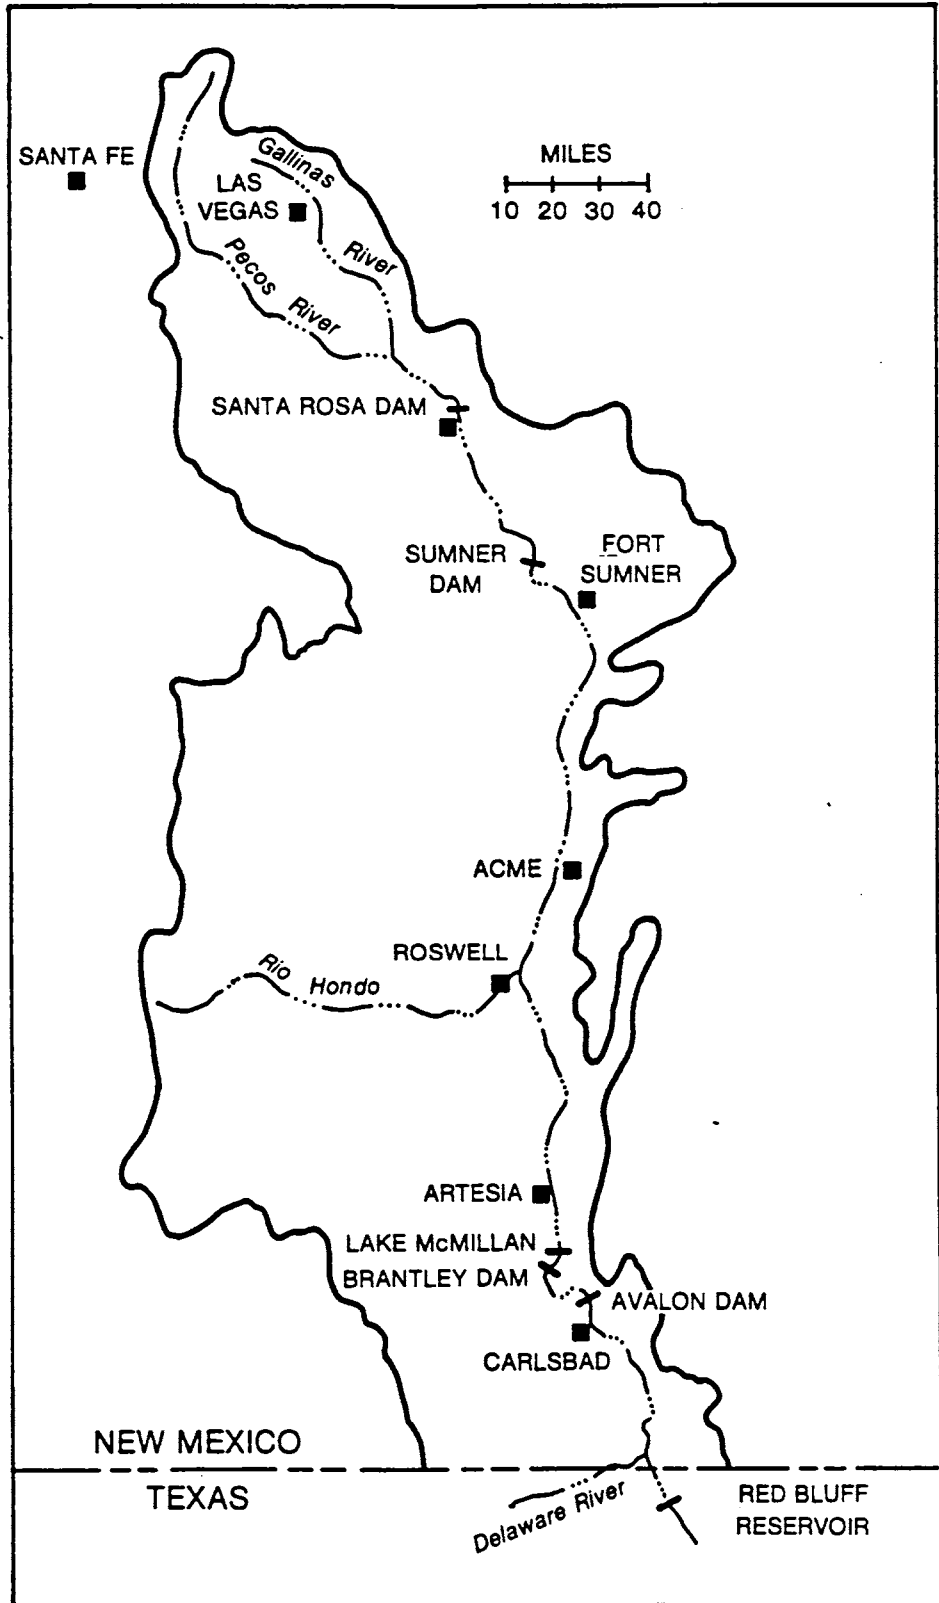 SANTA FE
Gallinas
River
MILES
10 20 30 40
LAS
VEGAS
Pecos
River
SANTA ROSA DAM
SUMNER
DAM
FORT
SUMNER
ACME
ROSWELL
Rio
Hondo
ARTESIA
LAKE McMILLAN
BRANTLEY DAM
AVALON DAM
CARLSBAD
NEW MEXICO
TEXAS
Delaware River
RED BLUFF
RESERVOIR